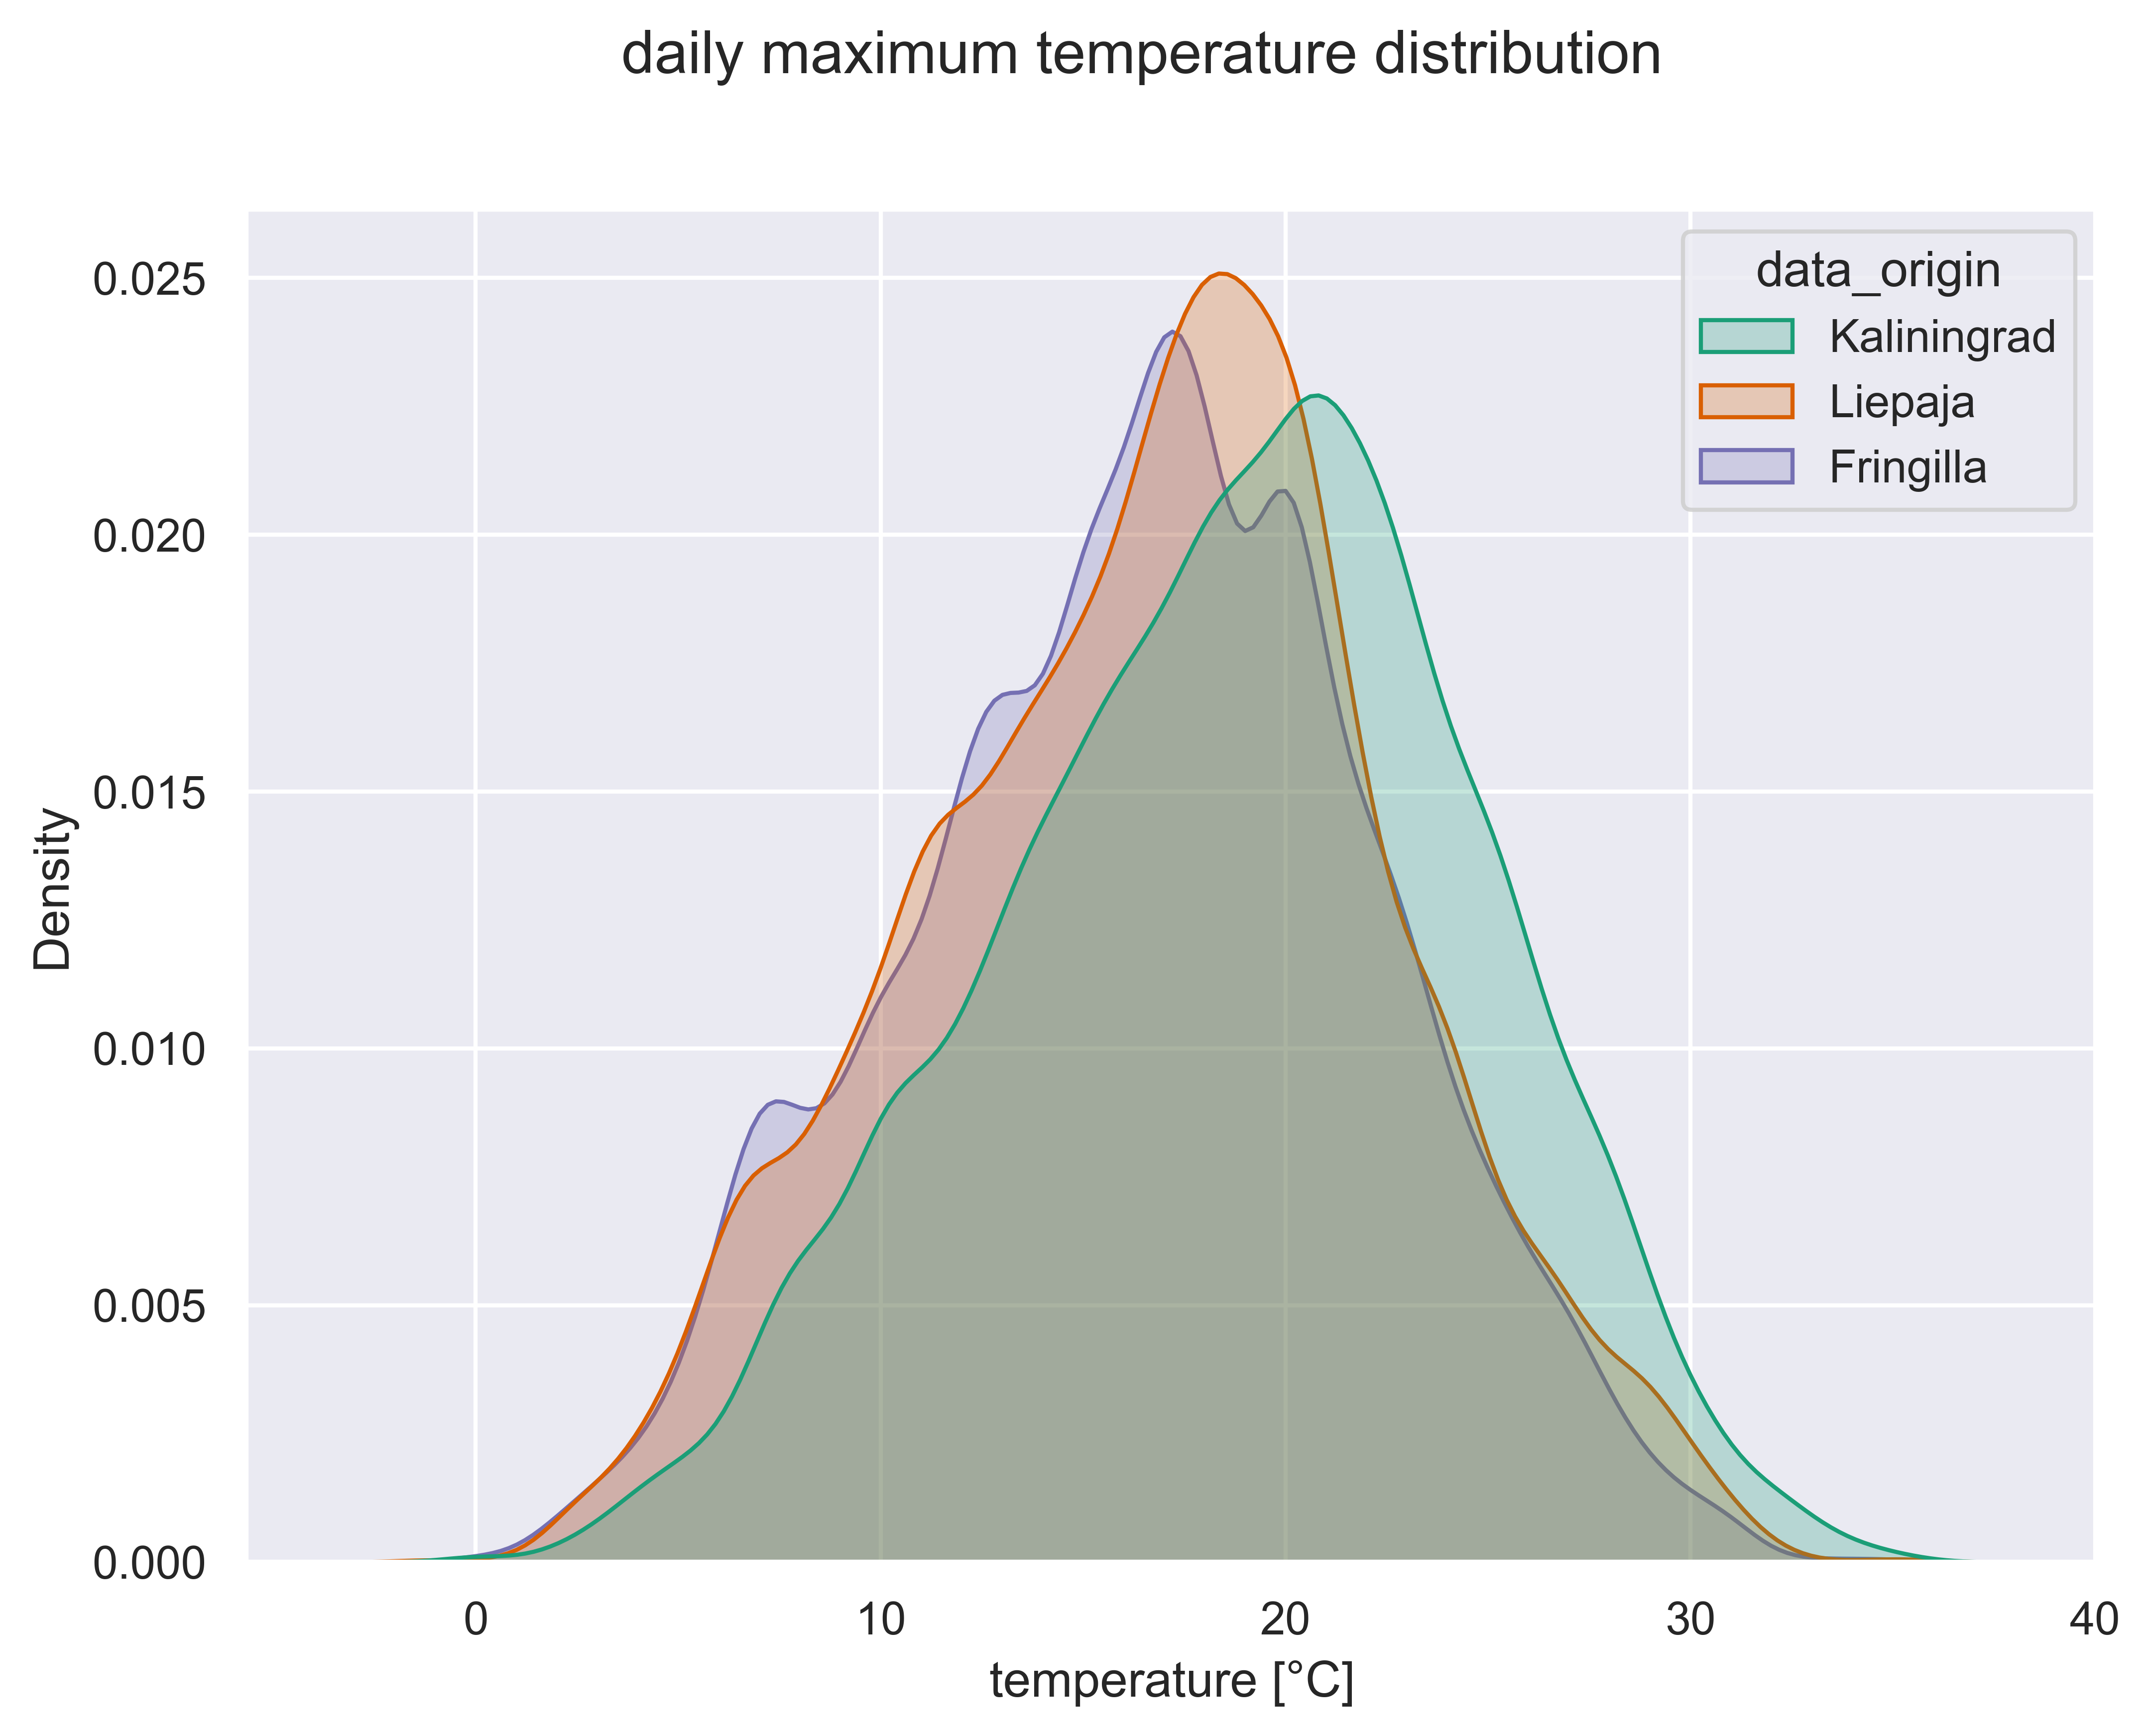 daily maximum temperature distribution
data_origin
Kaliningrad
Liepaja
Fringilla
Density
0.025
0.020
0.015
0.010
0.005
0.000
0 10 20 30 40
temperature [°C]